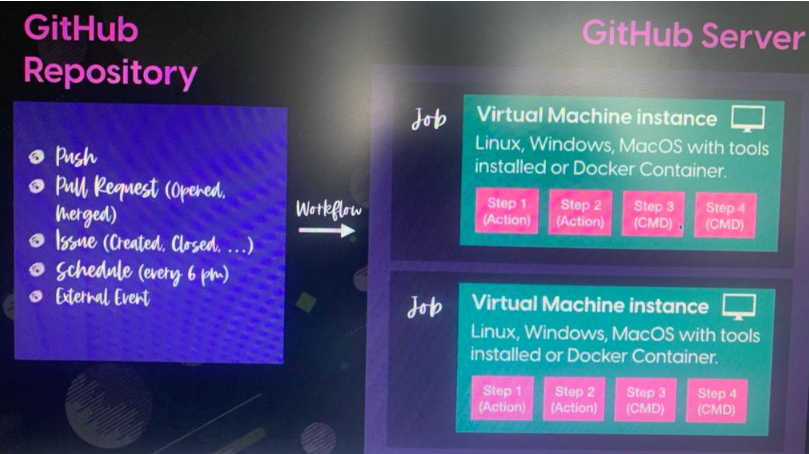 GitHub
Repository
Push
Pull Request (Opened,
Merged)
Issue (Created, Closed, ...)
Schedule (every 6 pm)
External Event
Workflow
GitHub Server
Job
Virtual Machine instance
Linux, Windows, MacOS with tools
installed or Docker Container.
Step 1
(Action)
Step 2
(Action)
Step 3
(CMD)
Step 4
(CMD)
Job
Virtual Machine instance
Linux, Windows, MacOS with tools
installed or Docker Container.
Step 1
(Action)
Step 2
(Action)
Step 3
(CMD)
Step 4
(CMD)